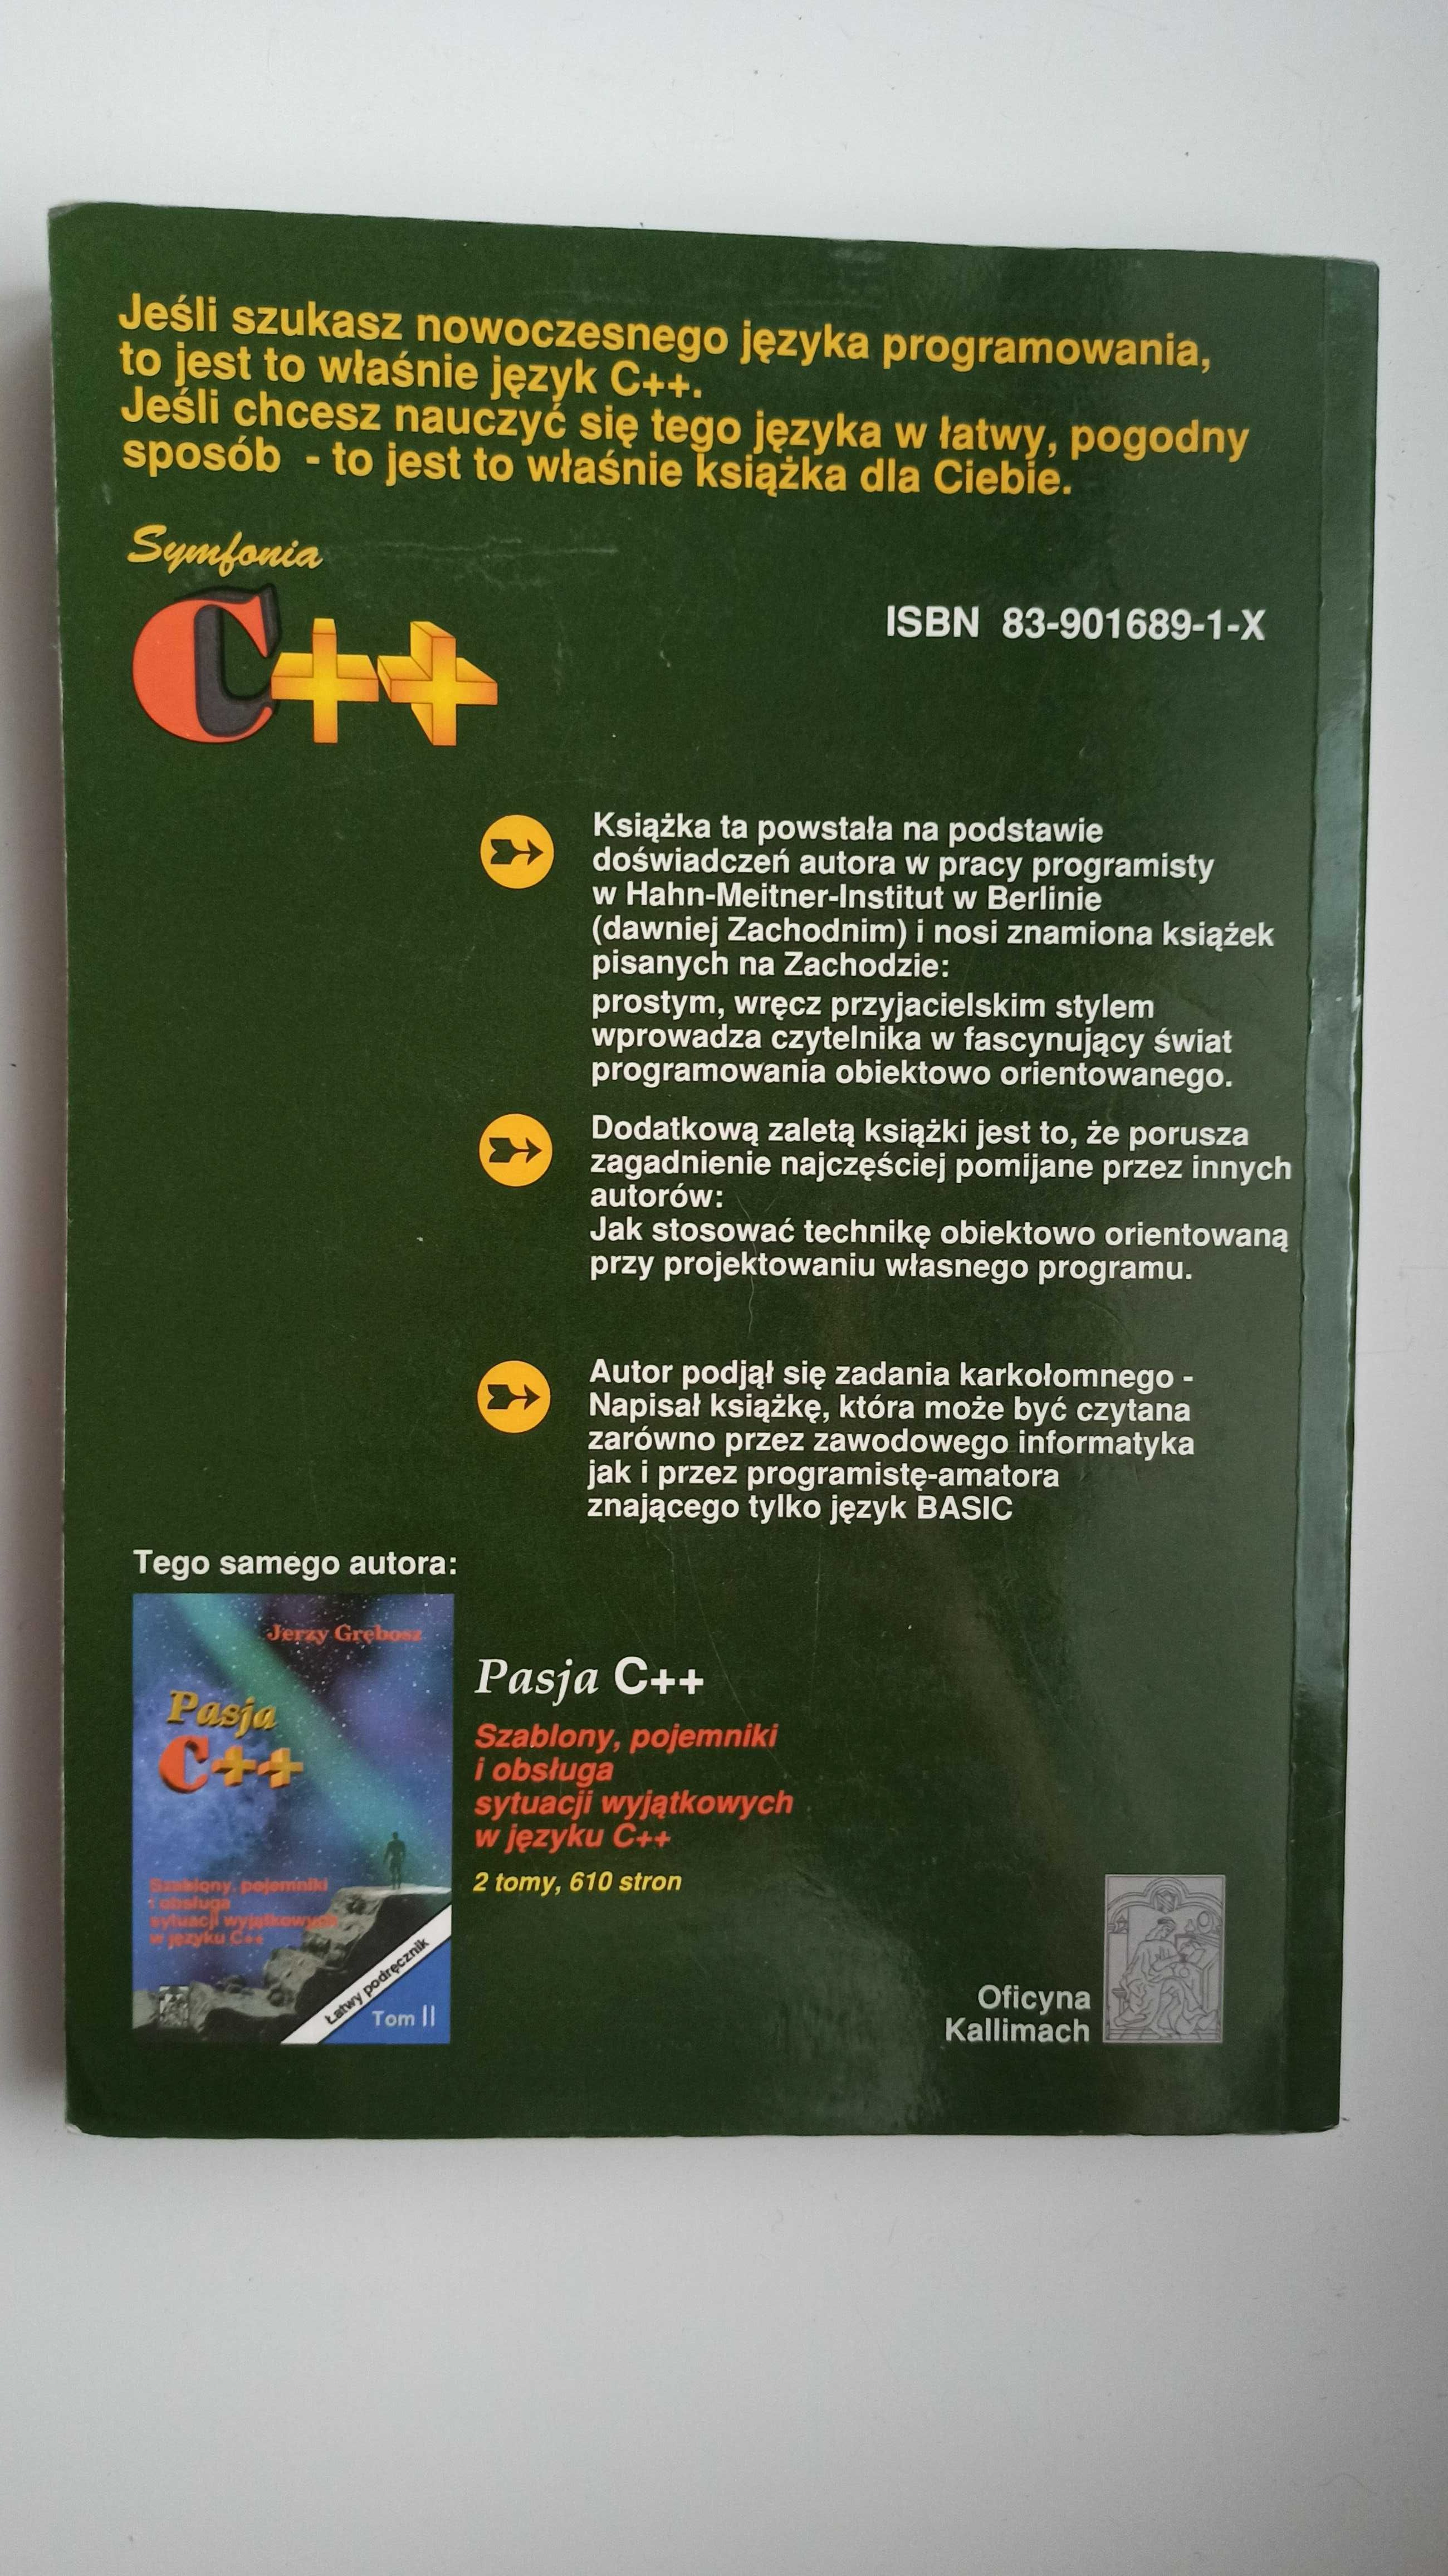 Jeśli szukasz nowoczesnego języka programowania,
to jest to właśnie język C++.
Jeśli chcesz nauczyć się tego języka w łatwy, pogodny
sposób - to jest to właśnie książka dla Ciebie.
Symfonia
C++
ISBN 83-901689-1-X
Książka ta powstała na podstawie
doświadczeń autora w pracy programisty
w Hahn-Meitner-Institut w Berlinie
(dawniej Zachodnim) i nosi znamiona książek
pisanych na Zachodzie:
prostym, wręcz przyjacielskim stylem
wprowadza czytelnika w fascynujący świat
programowania obiektowo orientowanego.
Dodatkową zaletą książki jest to, że porusza
zagadnienie najczęściej pomijane przez innych
autorów:
Jak stosować technikę obiektowo orientowaną
przy projektowaniu własnego programu.
Autor podjął się zadania karkołomnego -
Napisał książkę, która może być czytana
zarówno przez zawodowego informatyka
jak i przez programistę-amatora
znającego tylko język BASIC
Tego samego autora:
Jerzy Grębosz
Pasja
C++
Szablony, pojemniki
i obsługa
sytuacji wyjątkowych
w języku C++
Łatwy podręcznik
Tom II
Pasja C++
Szablony, pojemniki
i obsługa
sytuacji wyjątkowych
w języku C++
2 tomy, 610 stron
Oficyna
Kallimach